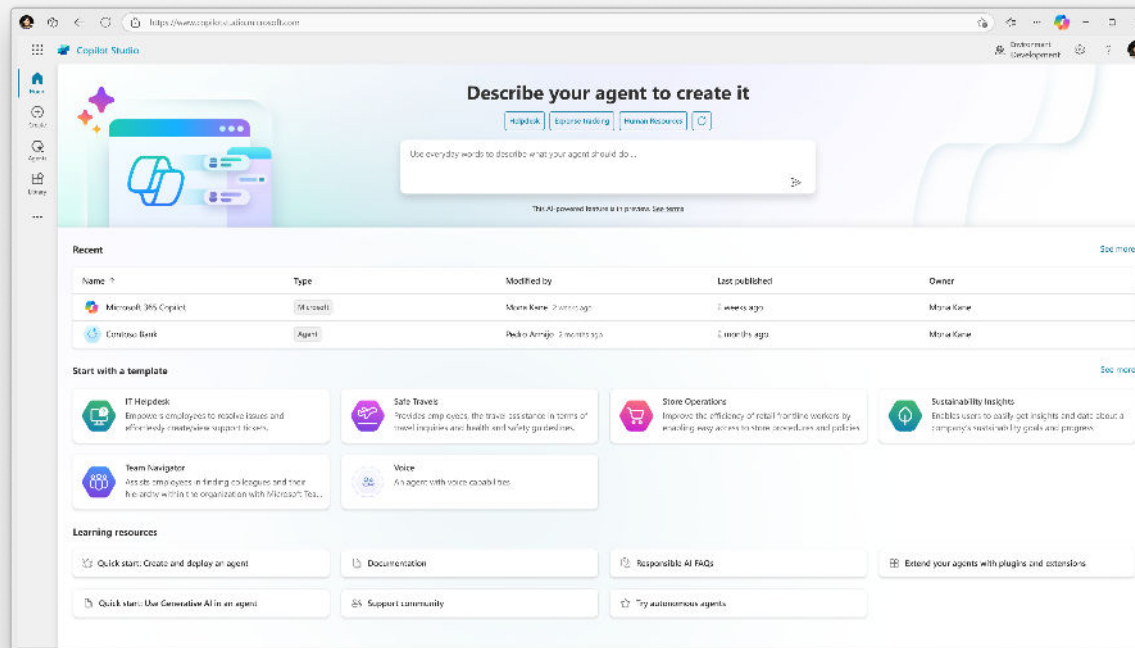 https://www.copilotstudio.microsoft.com
Copilot Studio
Environment
Development
Home
Create
Agents
Library
Describe your agent to create it
Helpdesk
Expense tracking
Human Resources
Use everyday words to describe what your agent should do ...
This AI-powered feature is in preview. See terms
Recent
See more
Name ↑ Type Modified by Last published Owner
Microsoft 365 Copilot Microsoft Mona Kane 2 weeks ago 2 weeks ago Mona Kane
Contoso Bank Agent Pedro Armijo 2 months ago 2 months ago Mona Kane
Start with a template
See more
IT Helpdesk
Empowers employees to resolve issues and
effortlessly create/view support tickets.
Safe Travels
Provides employees, the travel assistance in terms of
travel inquiries and health and safety guidelines.
Store Operations
Improve the efficiency of retail frontline workers by
enabling easy access to store procedures and policies
Sustainability Insights
Enables users to easily get insights and data about a
company's sustainability goals and progress
Team Navigator
Assists employees in finding colleagues and their
hierarchy within the organization with Microsoft Tea...
Voice
An agent with voice capabilities
Learning resources
Quick start: Create and deploy an agent
Documentation
Responsible AI FAQs
Extend your agents with plugins and extensions
Quick start: Use Generative AI in an agent
Support community
Try autonomous agents